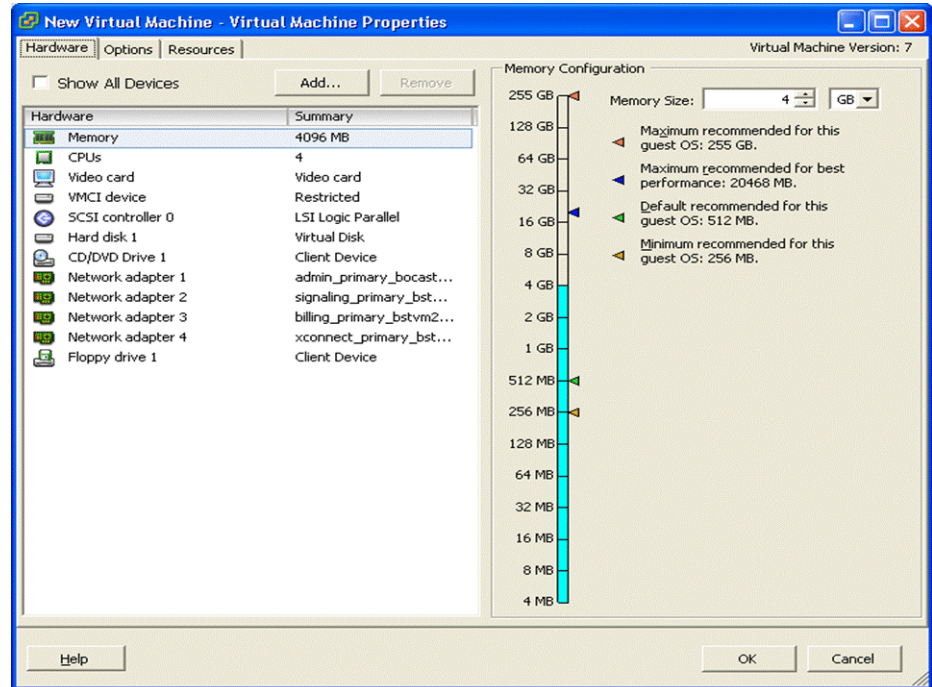 New Virtual Machine - Virtual Machine Properties
Hardware Options Resources
Virtual Machine Version: 7
Show All Devices
Add...
Remove
Hardware Summary
Memory 4096 MB
CPUs 4
Video card Video card
VMCI device Restricted
SCSI controller 0 LSI Logic Parallel
Hard disk 1 Virtual Disk
CD/DVD Drive 1 Client Device
Network adapter 1 admin_primary_bocast...
Network adapter 2 signaling_primary_bst...
Network adapter 3 billing_primary_bstvm2...
Network adapter 4 xconnect_primary_bst...
Floppy drive 1 Client Device
Memory Configuration
255 GB
128 GB
64 GB
32 GB
16 GB
8 GB
4 GB
2 GB
1 GB
512 MB
256 MB
128 MB
64 MB
32 MB
16 MB
8 MB
4 MB
Memory Size: 4 GB
Maximum recommended for this
guest OS: 255 GB.
Maximum recommended for best
performance: 20468 MB.
Default recommended for this
guest OS: 512 MB.
Minimum recommended for this
guest OS: 256 MB.
Help
OK
Cancel